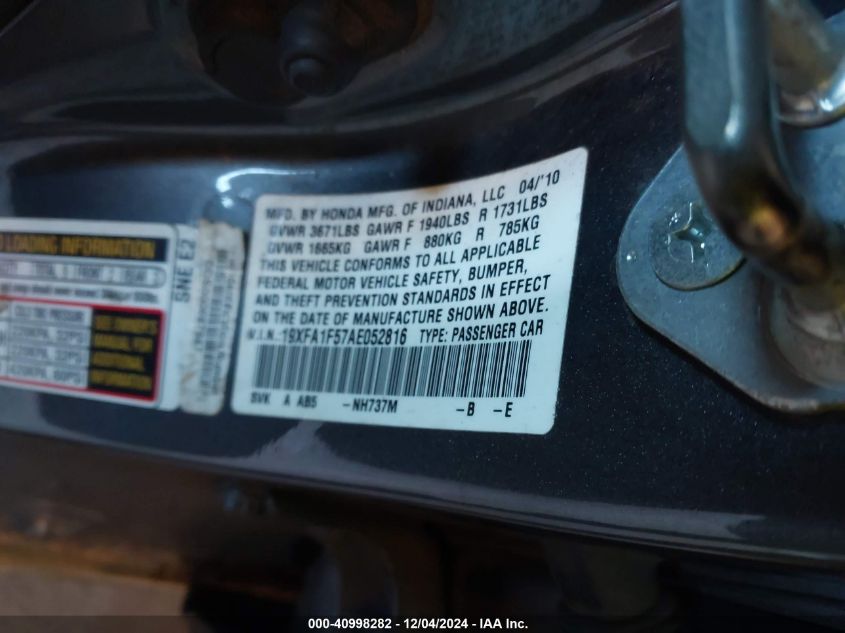 LOADING INFORMATION
SNE E2
MFD. BY HONDA MFG. OF INDIANA, LLC 04/'10
GVWR 3671LBS GAWR F 1940LBS R 1731LBS
GVWR 1665KG GAWR F 880KG R 785KG
THIS VEHICLE CONFORMS TO ALL APPLICABLE
FEDERAL MOTOR VEHICLE SAFETY, BUMPER,
AND THEFT PREVENTION STANDARDS IN EFFECT
ON THE DATE OF MANUFACTURE SHOWN ABOVE.
V.I.N.:19XFA1F57AE052816 TYPE: PASSENGER CAR
SVK A AB5 -NH737M -B -E
SEE OWNER'S
MANUAL FOR
ADDITIONAL
INFORMATION
000-40998282 - 12/04/2024 - IAA Inc.